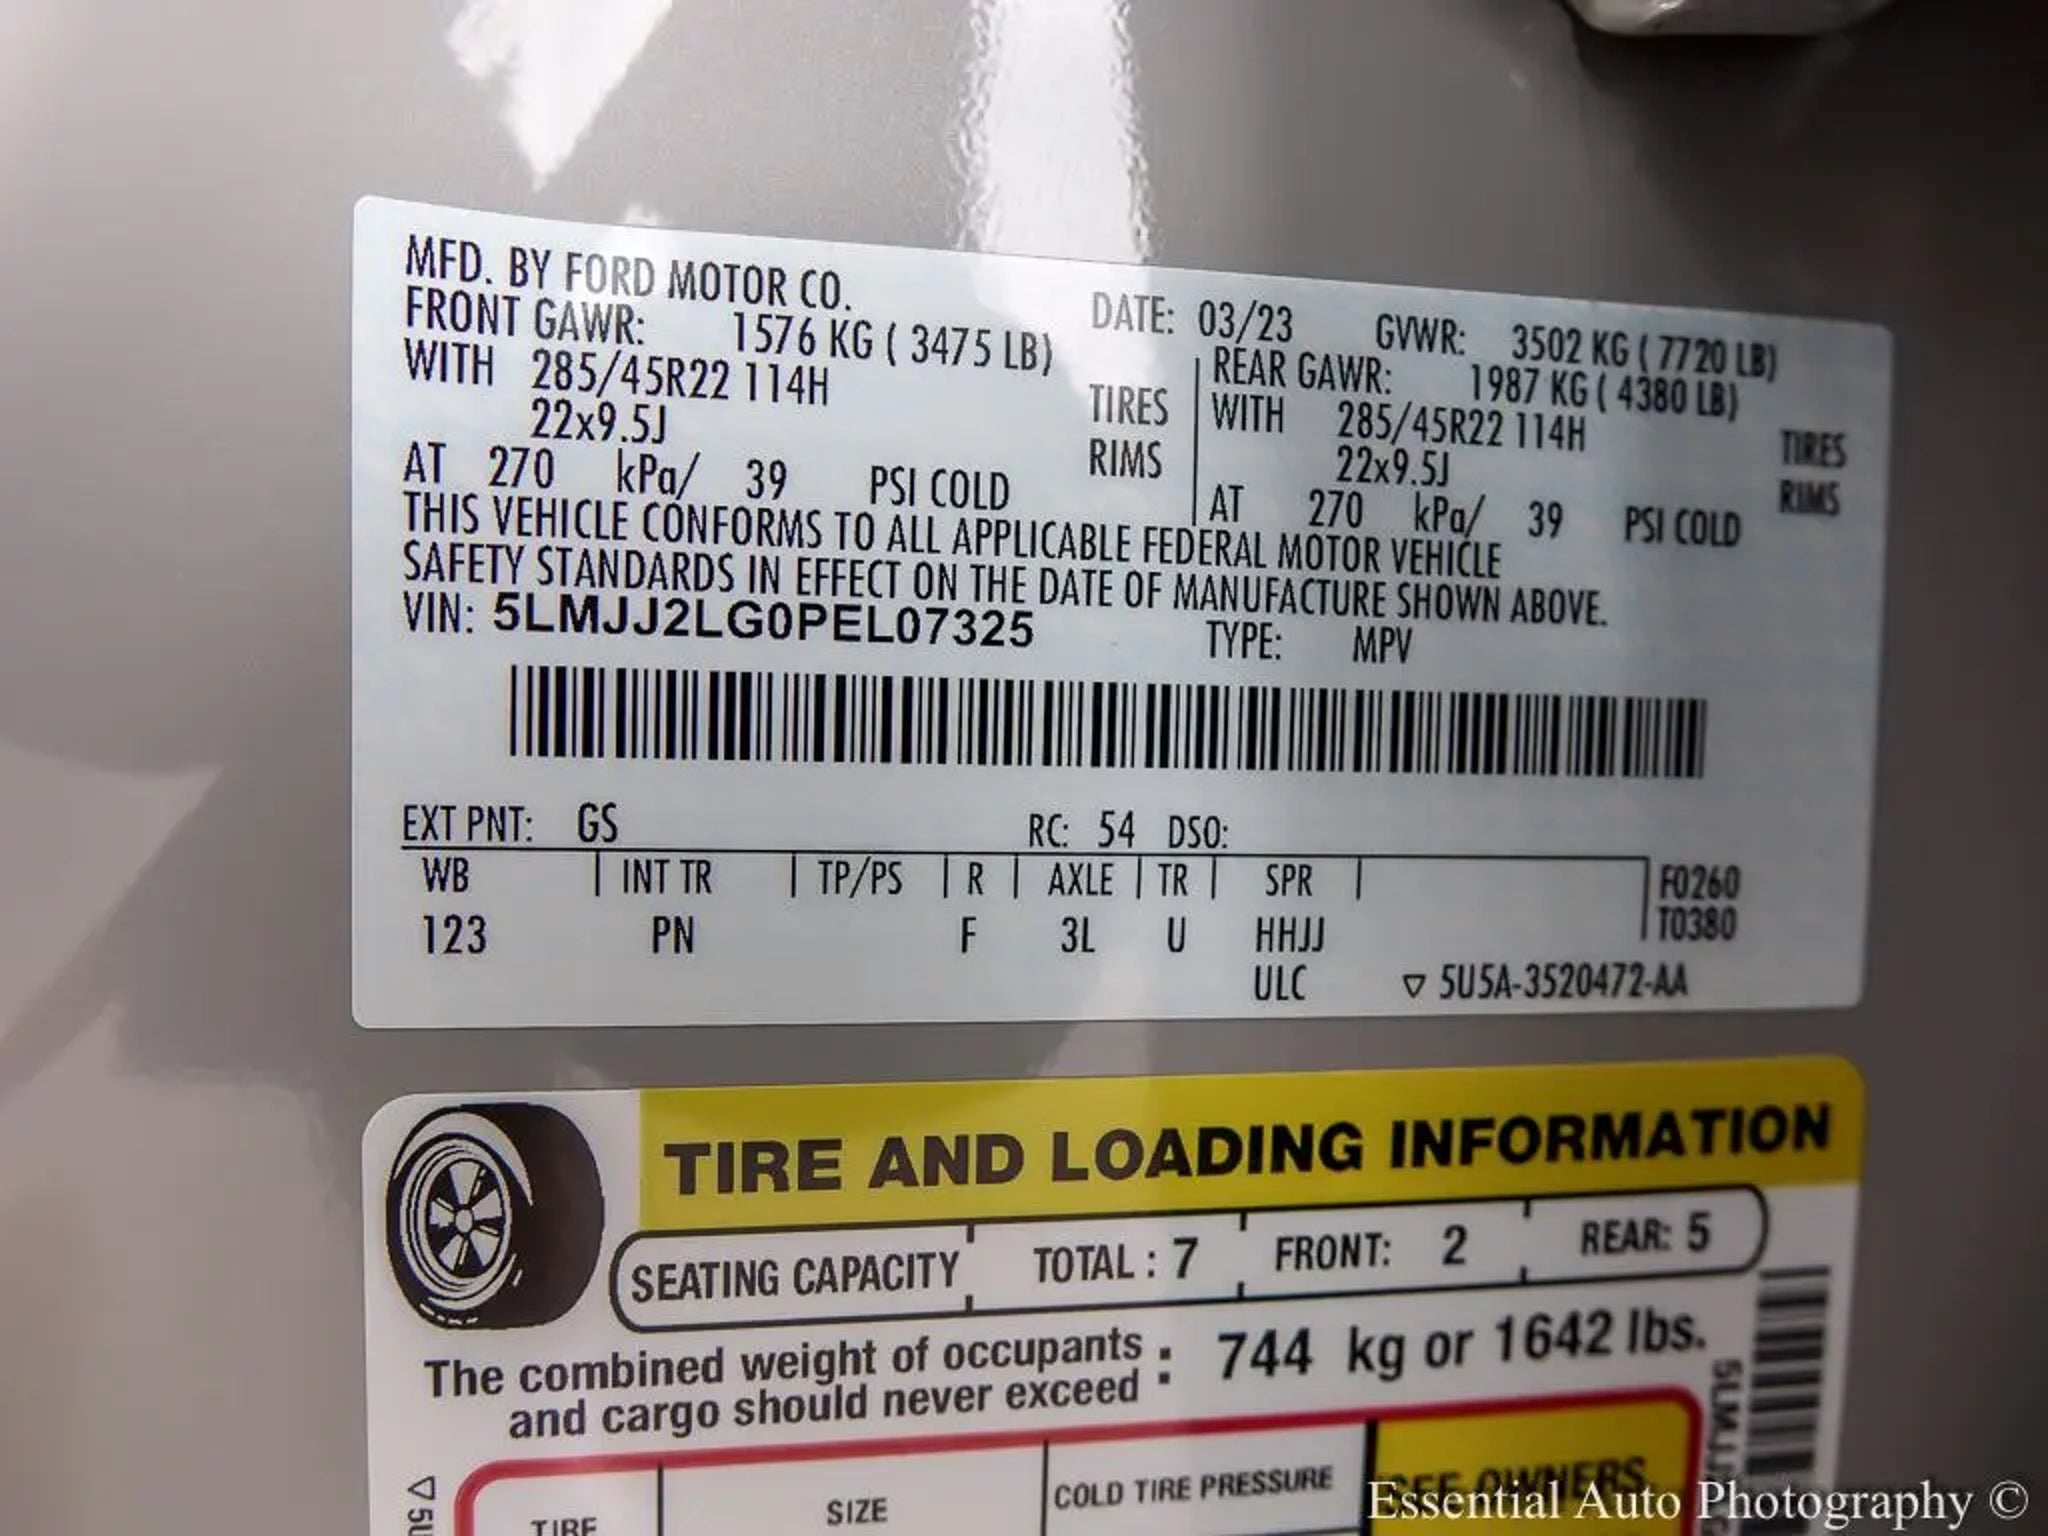 MFD. BY FORD MOTOR CO.
DATE: 03/23 GVWR: 3502 KG ( 7720 LB)
FRONT GAWR: 1576 KG ( 3475 LB)
WITH 285/45R22 114H TIRES
22x9.5J RIMS
AT 270 kPa/ 39 PSI COLD
REAR GAWR: 1987 KG ( 4380 LB)
WITH 285/45R22 114H TIRES
22x9.5J RIMS
AT 270 kPa/ 39 PSI COLD
THIS VEHICLE CONFORMS TO ALL APPLICABLE FEDERAL MOTOR VEHICLE
SAFETY STANDARDS IN EFFECT ON THE DATE OF MANUFACTURE SHOWN ABOVE.
VIN: 5LMJJ2LG0PEL07325 TYPE: MPV
EXT PNT: GS RC: 54 DSO:
WB INT TR TP/PS R AXLE TR SPR F0260
T0380
123 PN F 3L U HHJJ
ULC ▽ 5U5A-3520472-AA
TIRE AND LOADING INFORMATION
SEATING CAPACITY TOTAL : 7 FRONT: 2 REAR: 5
The combined weight of occupants
and cargo should never exceed : 744 kg or 1642 lbs.
TIRE SIZE COLD TIRE PRESSURE SEE OWNERS
▽ 5U
5LMJJ
Essential Auto Photography ©